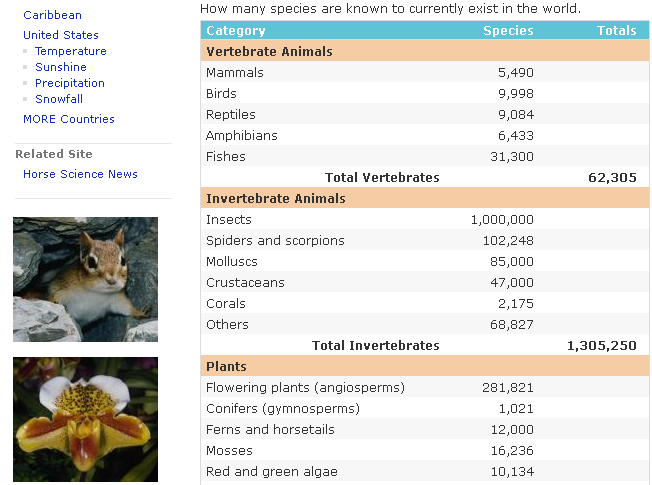 Caribbean
United States
Temperature
Sunshine
Precipitation
Snowfall
MORE Countries
Related Site
Horse Science News
How many species are known to currently exist in the world.
Category Species Totals
Vertebrate Animals
Mammals 5,490
Birds 9,998
Reptiles 9,084
Amphibians 6,433
Fishes 31,300
Total Vertebrates 62,305
Invertebrate Animals
Insects 1,000,000
Spiders and scorpions 102,248
Molluscs 85,000
Crustaceans 47,000
Corals 2,175
Others 68,827
Total Invertebrates 1,305,250
Plants
Flowering plants (angiosperms) 281,821
Conifers (gymnosperms) 1,021
Ferns and horsetails 12,000
Mosses 16,236
Red and green algae 10,134